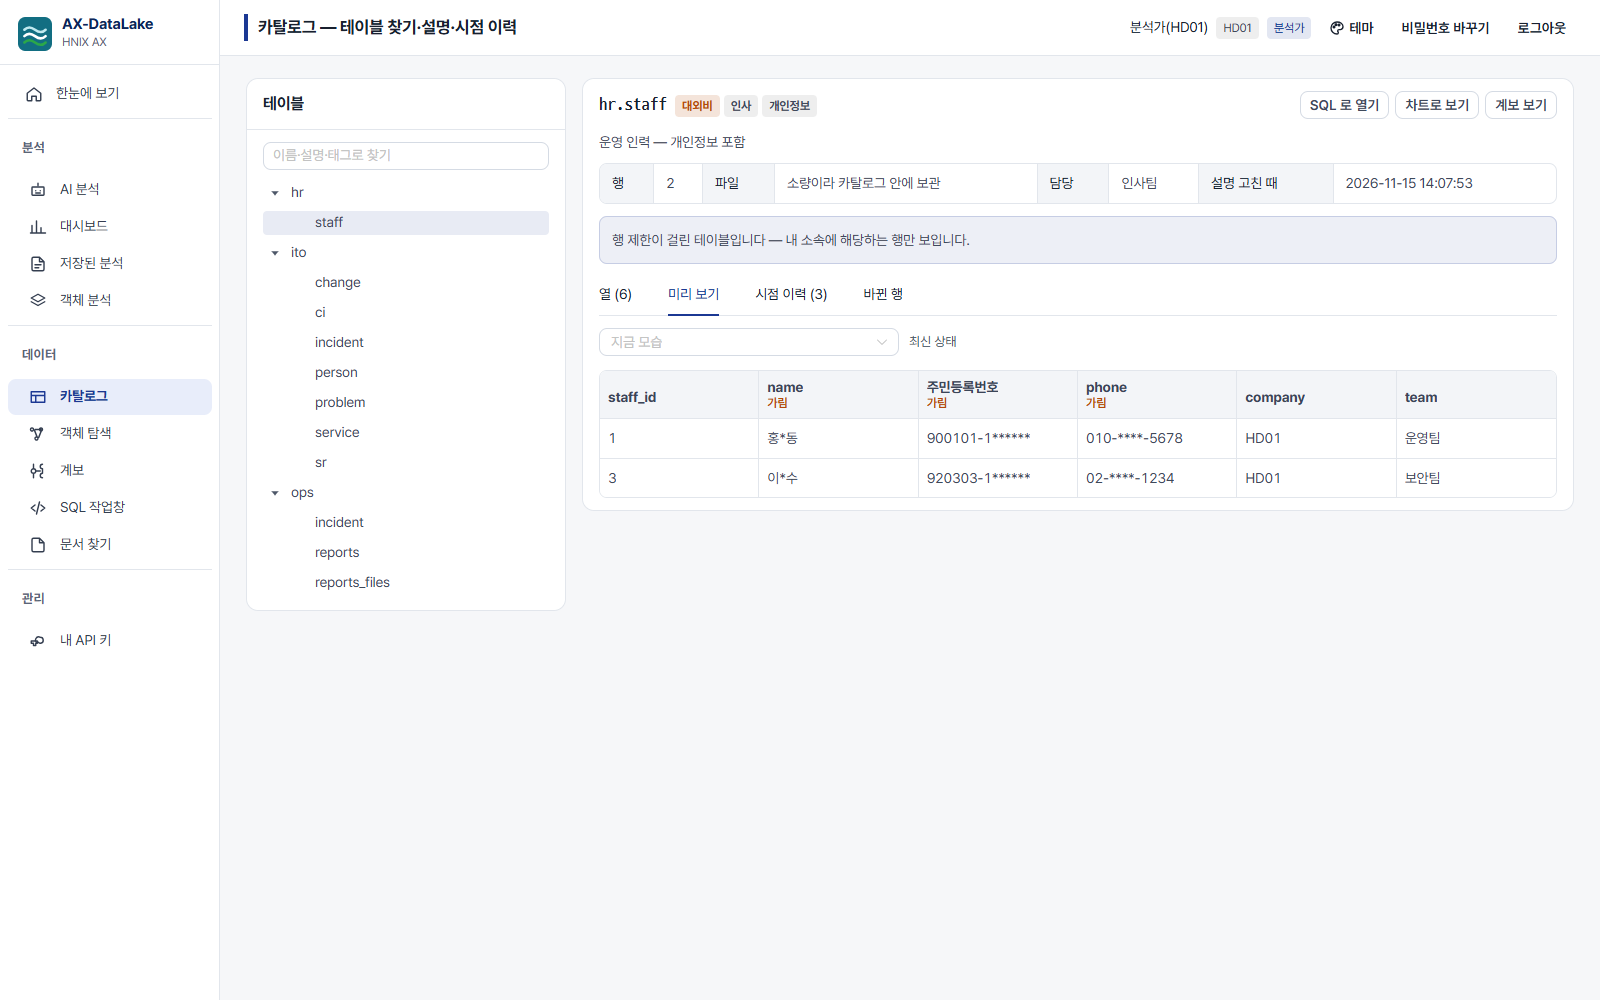 AX-DataLake
HNIX AX
한눈에 보기
분석
AI 분석
대시보드
저장된 분석
객체 분석
데이터
카탈로그
객체 탐색
계보
SQL 작업창
문서 찾기
관리
내 API 키
카탈로그 — 테이블 찾기·설명·시점 이력
분석가(HD01) HD01 분석가 테마 비밀번호 바꾸기 로그아웃
테이블
이름·설명·태그로 찾기
hr
staff
ito
change
ci
incident
person
problem
service
sr
ops
incident
reports
reports_files
hr.staff 대외비 인사 개인정보
SQL 로 열기 차트로 보기 계보 보기
운영 인력 — 개인정보 포함
행 2 파일 소량이라 카탈로그 안에 보관 담당 인사팀 설명 고친 때 2026-11-15 14:07:53
행 제한이 걸린 테이블입니다 — 내 소속에 해당하는 행만 보입니다.
열 (6) 미리 보기 시점 이력 (3) 바뀐 행
지금 모습 최신 상태
staff_id name 가림 주민등록번호 가림 phone 가림 company team
1 홍*동 900101-1****** 010-****-5678 HD01 운영팀
3 이*수 920303-1****** 02-****-1234 HD01 보안팀